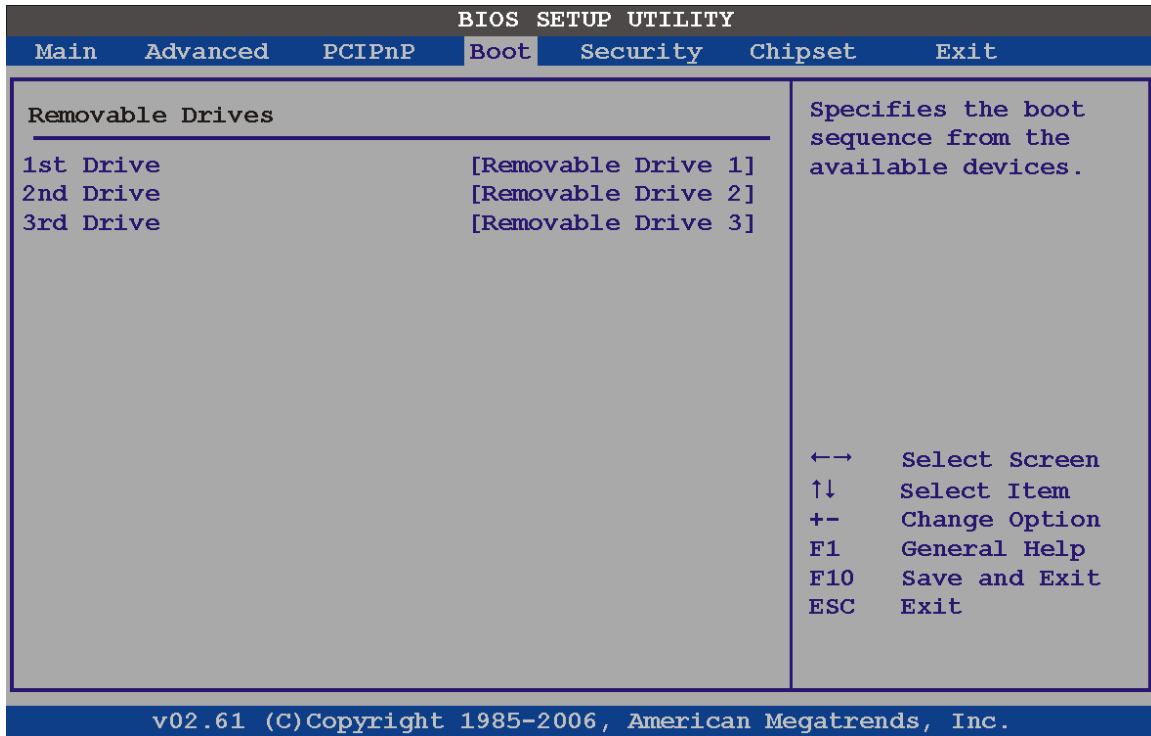 BIOS SETUP UTILITY
Main Advanced PCIPnP Boot Security Chipset Exit
Removable Drives
1st Drive [Removable Drive 1]
2nd Drive [Removable Drive 2]
3rd Drive [Removable Drive 3]
Specifies the boot
sequence from the
available devices.
←→ Select Screen
↑↓ Select Item
+- Change Option
F1 General Help
F10 Save and Exit
ESC Exit
v02.61 (C)Copyright 1985-2006, American Megatrends, Inc.